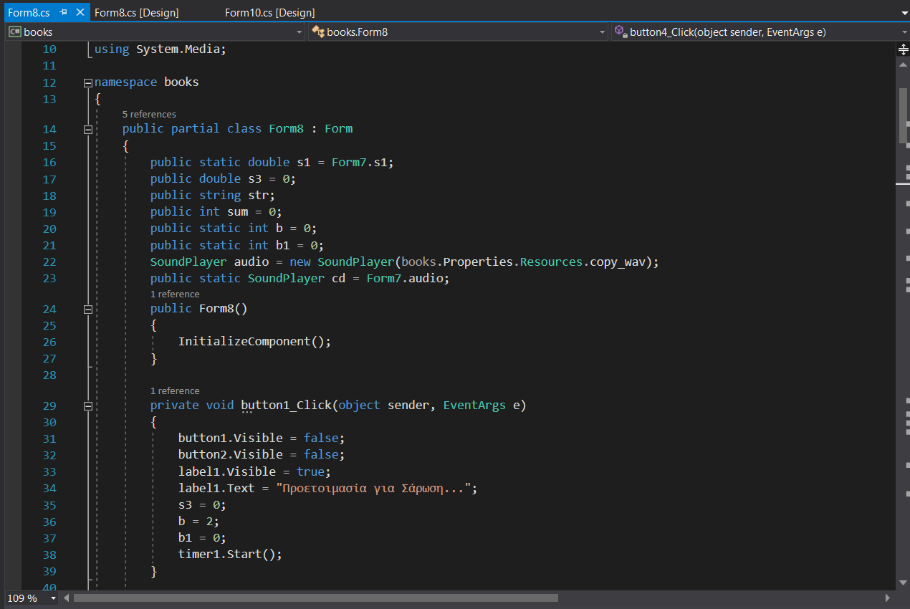 Form8.cs Form8.cs [Design] Form10.cs [Design]
C# books books.Form8 button4_Click(object sender, EventArgs e)
10 using System.Media;
11
12 namespace books
13 {
5 references
14 public partial class Form8 : Form
15 {
16 public static double s1 = Form7.s1;
17 public double s3 = 0;
18 public string str;
19 public int sum = 0;
20 public static int b = 0;
21 public static int b1 = 0;
22 SoundPlayer audio = new SoundPlayer(books.Properties.Resources.copy_wav);
23 public static SoundPlayer cd = Form7.audio;
1 reference
24 public Form8()
25 {
26 InitializeComponent();
27 }
28
1 reference
29 private void button1_Click(object sender, EventArgs e)
30 {
31 button1.Visible = false;
32 button2.Visible = false;
33 label1.Visible = true;
34 label1.Text = "Προετοιμασία για Σάρωση...";
35 s3 = 0;
36 b = 2;
37 b1 = 0;
38 timer1.Start();
39 }
40
109 %